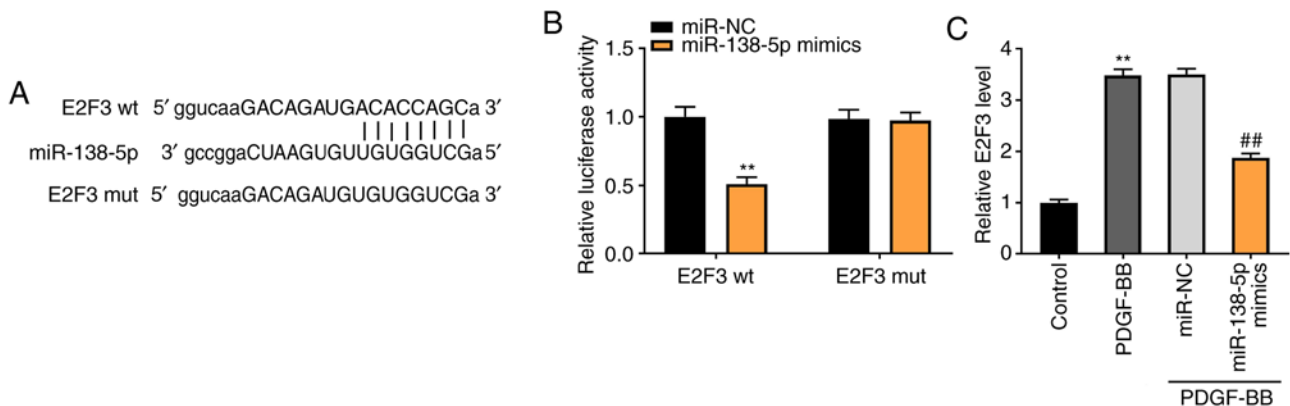 A
E2F3 wt 5′ ggucaaGACAGAUGACACCAGCa 3′
miR-138-5p 3′ gccggaCUAAGUGUUGUGGUCGa 5′
E2F3 mut 5′ ggucaaGACAGAUGUGUGGUCGa 3′
B
miR-NC
miR-138-5p mimics
Relative luciferase activity
1.5
1.0
0.5
0.0
**
E2F3 wt
E2F3 mut
C
Relative E2F3 level
4
3
2
1
0
**
##
Control
PDGF-BB
miR-NC
miR-138-5p
mimics
PDGF-BB